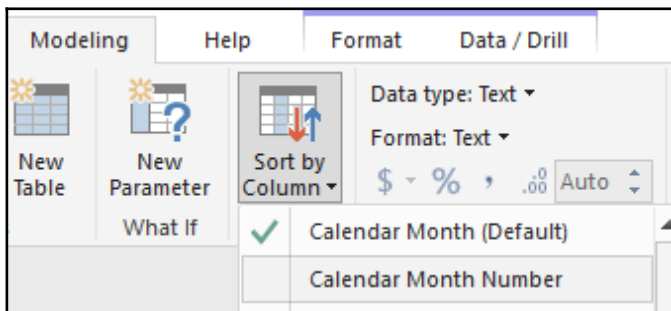 Modeling Help Format Data / Drill
New Table
New Parameter
Sort by Column
Data type: Text
Format: Text
$ % , .00 Auto
What If
Calendar Month (Default)
Calendar Month Number